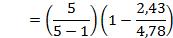 = (5/(5 − 1)) (1 − 2,43/4,78)